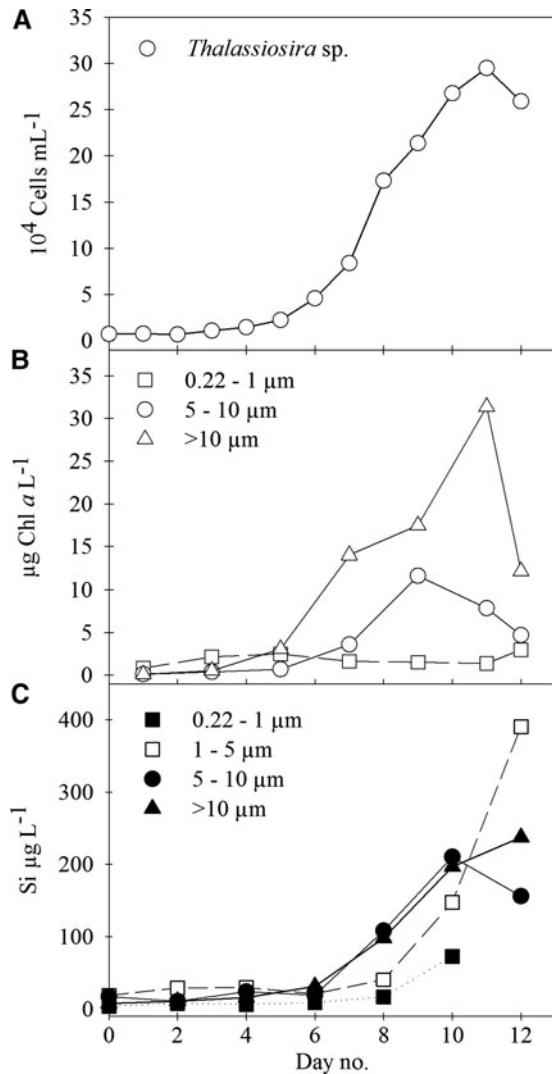 A
35
30
25
20
15
10
5
0
10⁴ Cells mL⁻¹
Thalassiosira sp.
B
35
30
25
20
15
10
5
0
µg Chl a L⁻¹
0.22 - 1 µm
5 - 10 µm
>10 µm
C
400
300
200
100
0
Si µg L⁻¹
0.22 - 1 µm
1 - 5 µm
5 - 10 µm
>10 µm
0 2 4 6 8 10 12
Day no.